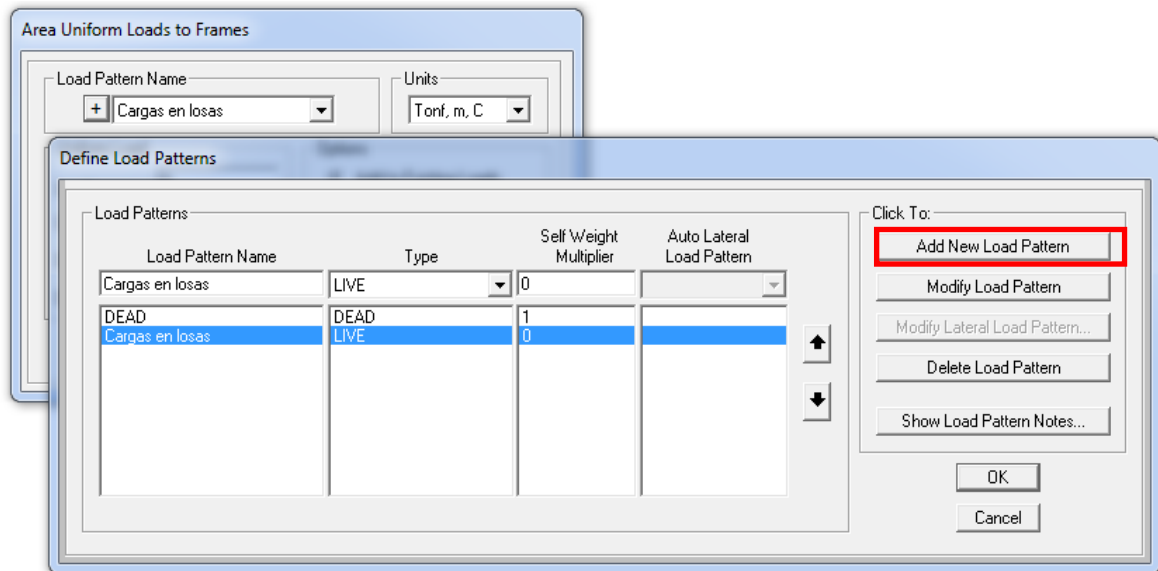 Area Uniform Loads to Frames
Load Pattern Name
Units
+
Cargas en losas
Tonf, m, C
Define Load Patterns
Load Patterns
Load Pattern Name
Type
Self Weight
Multiplier
Auto Lateral
Load Pattern
Cargas en losas
LIVE
0
DEAD
DEAD
1
Cargas en losas
LIVE
0
Click To:
Add New Load Pattern
Modify Load Pattern
Modify Lateral Load Pattern...
Delete Load Pattern
Show Load Pattern Notes...
OK
Cancel